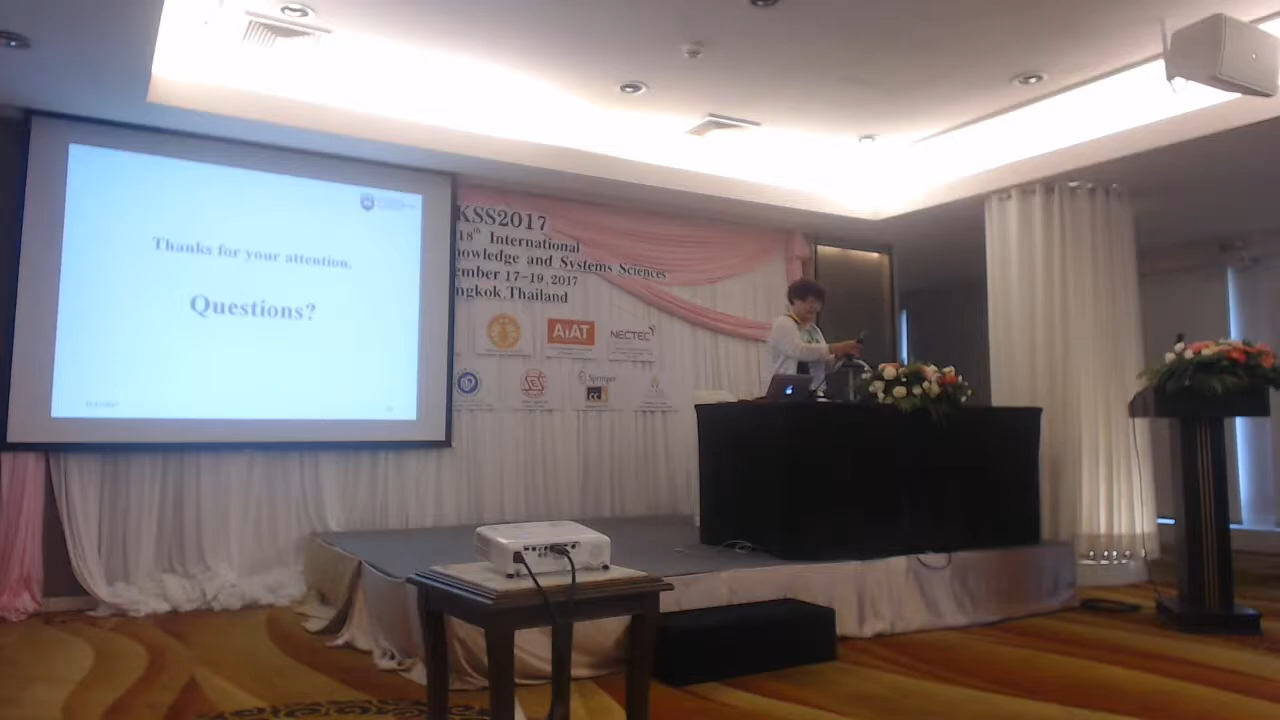 Thanks for your attention.
Questions?
KSS2017
18th International
nowledge and Systems Sciences
ember 17-19, 2017
ngkok, Thailand
AIAT
NECTEC
SES
Springer